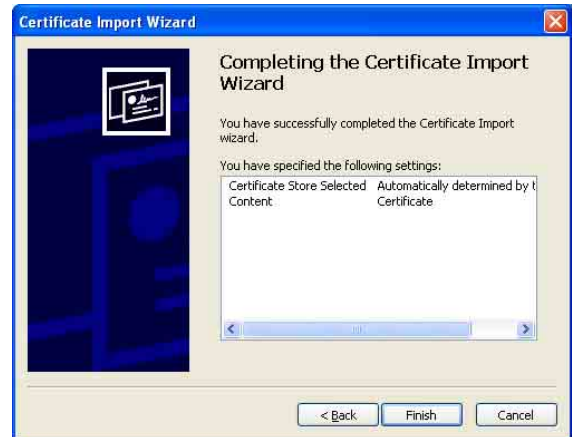 Certificate Import Wizard
Completing the Certificate Import
Wizard
You have successfully completed the Certificate Import
wizard.
You have specified the following settings:
Certificate Store Selected Automatically determined by t
Content Certificate
< Back Finish Cancel